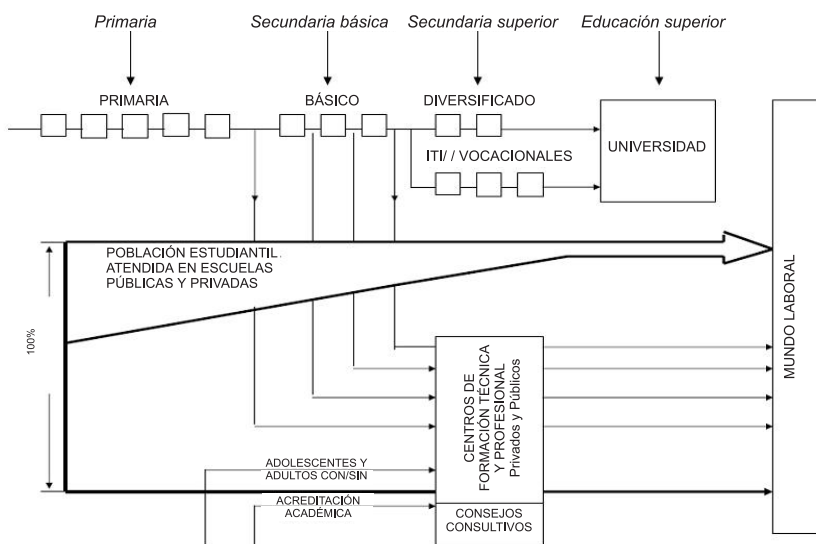 Primaria
Secundaria básica
Secundaria superior
Educación superior
PRIMARIA
BÁSICO
DIVERSIFICADO
ITI/ / VOCACIONALES
UNIVERSIDAD
POBLACIÓN ESTUDIANTIL
ATENDIDA EN ESCUELAS
PÚBLICAS Y PRIVADAS
100%
MUNDO LABORAL
CENTROS DE
FORMACIÓN TÉCNICA
Y PROFESIONAL
Privados y Públicos
ADOLESCENTES Y
ADULTOS CON/SIN
ACREDITACIÓN
ACADÉMICA
CONSEJOS
CONSULTIVOS